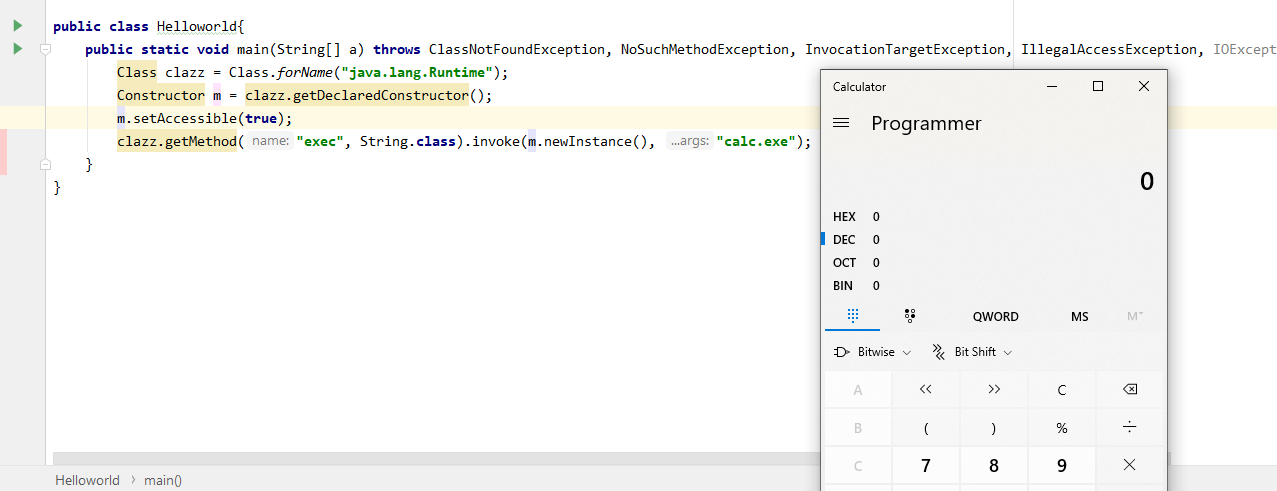 public class Helloworld{
public static void main(String[] a) throws ClassNotFoundException, NoSuchMethodException, InvocationTargetException, IllegalAccessException, IOExcept
Class clazz = Class.forName("java.lang.Runtime");
Constructor m = clazz.getDeclaredConstructor();
m.setAccessible(true);
clazz.getMethod( name: "exec", String.class).invoke(m.newInstance(), ...args: "calc.exe");
}
}
Helloworld › main()
Calculator
Programmer
0
HEX 0
DEC 0
OCT 0
BIN 0
QWORD MS M˅
Bitwise Bit Shift
A << >> C
B ( ) % ÷
C 7 8 9 ×